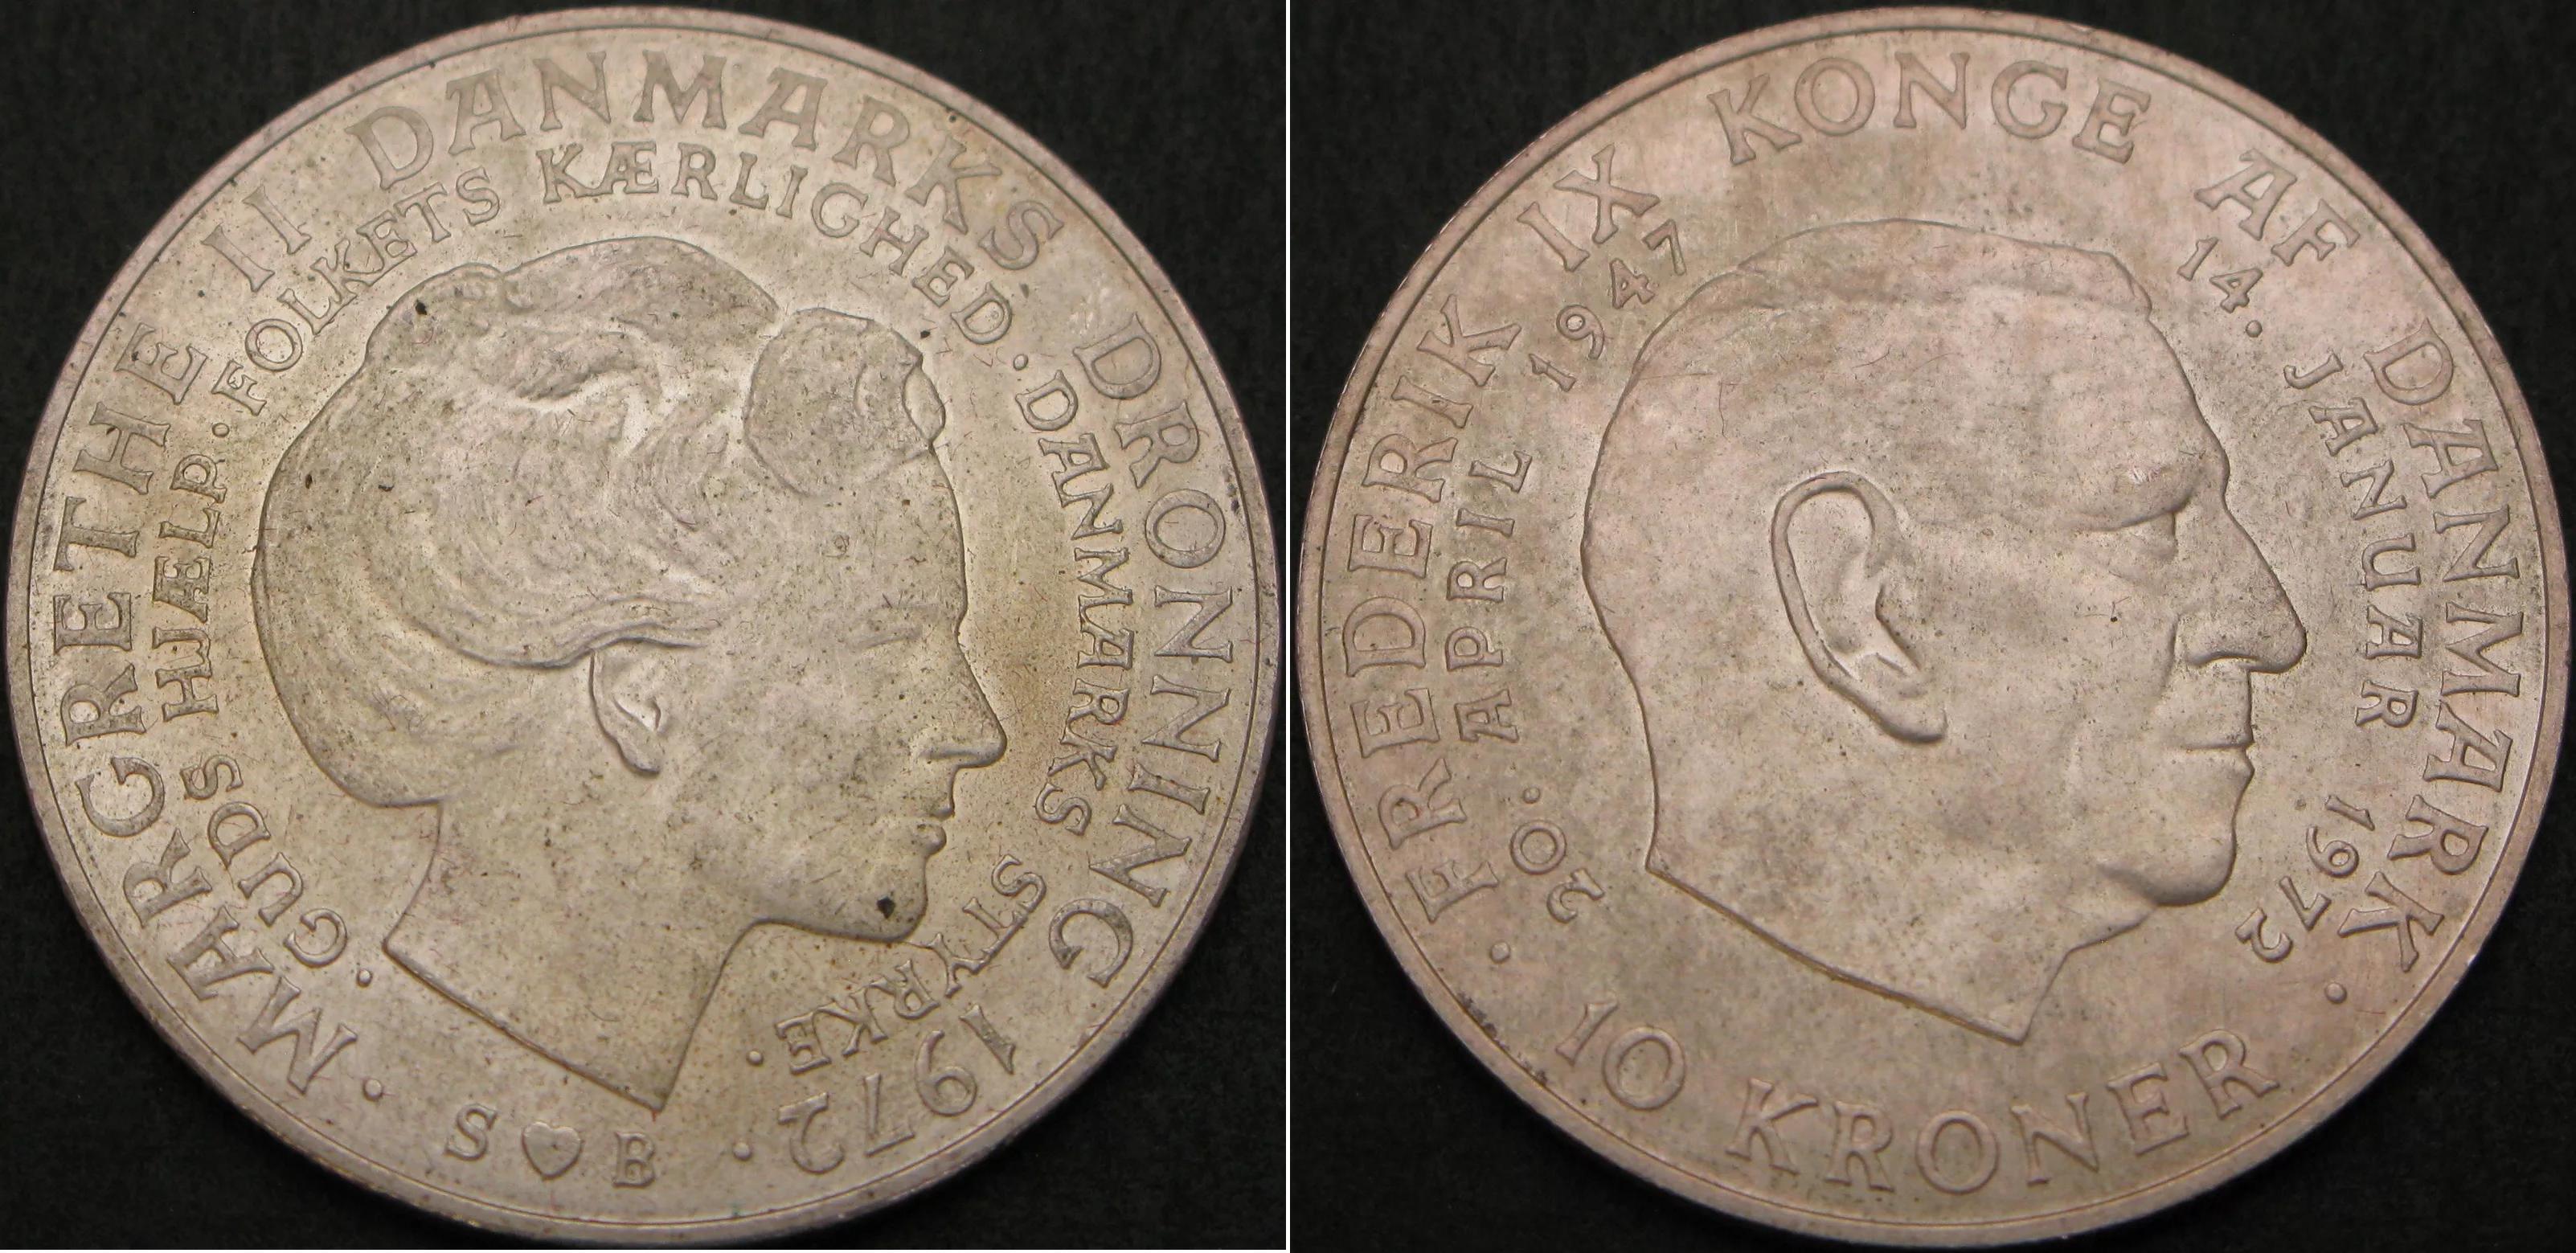 · MARGRETHE II DANMARKS DRONNING 1972 ·
· GUDS HJÆLP · FOLKETS KÆRLIGHED · DANMARKS STYRKE ·
S ♥ B
· FREDERIK IX KONGE AF DANMARK ·
20. APRIL 1947 14. JANUAR 1972
10 KRONER